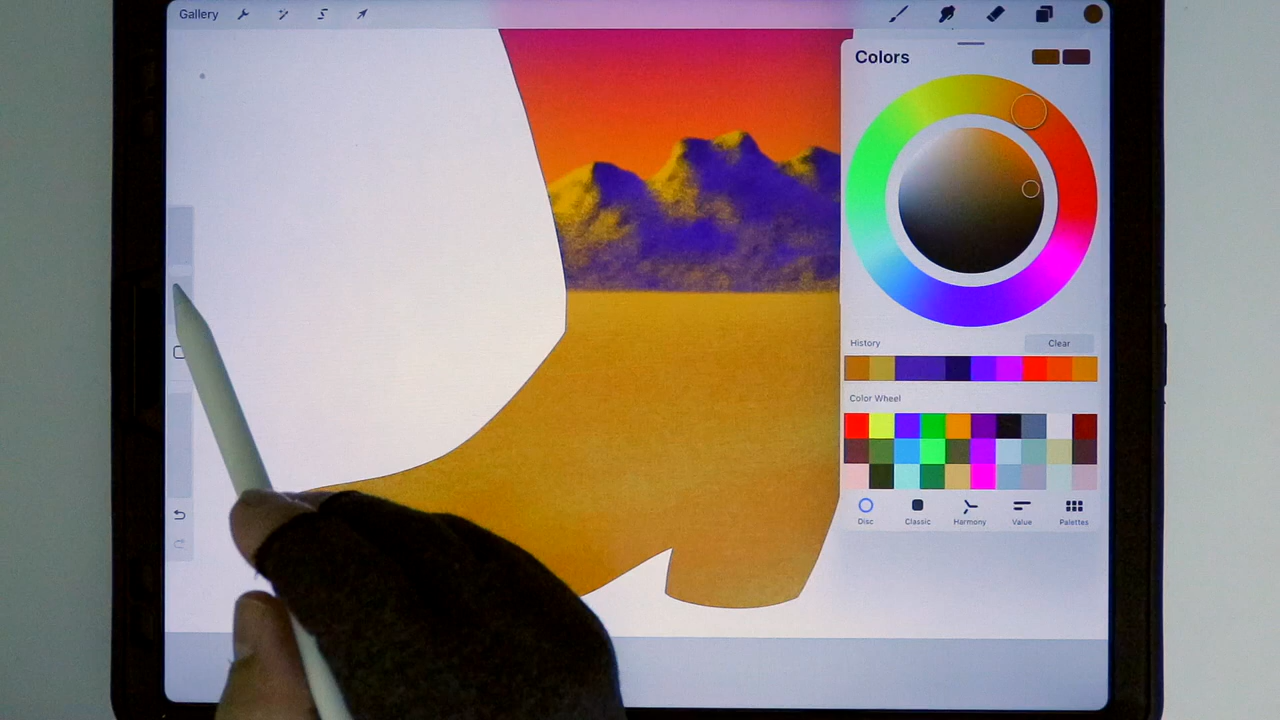 Gallery
Colors
History
Clear
Color Wheel
Disc
Classic
Harmony
Value
Palettes